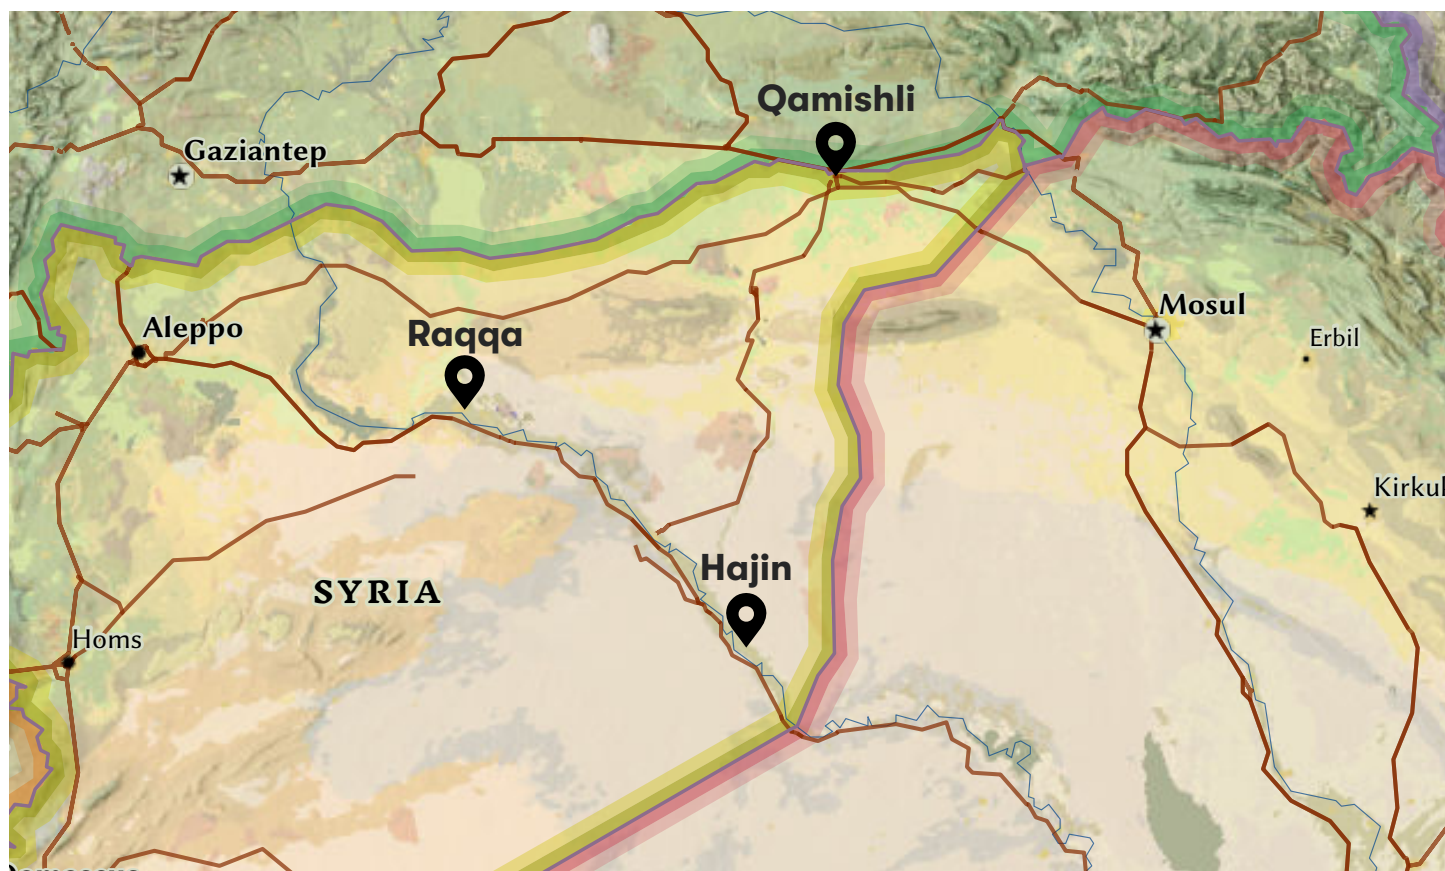 Qamishli
Gaziantep
Mosul
Aleppo
Raqqa
Erbil
Kirkuk
Hajin
SYRIA
Homs